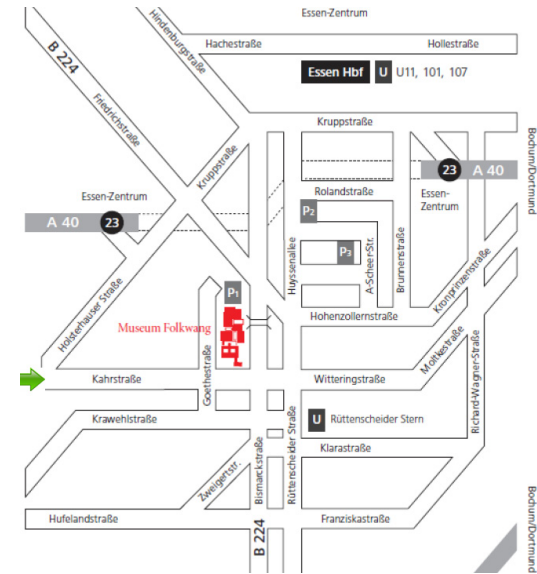 Essen-Zentrum
Hindenburgstraße
Hachestraße
Hollestraße
B 224
Essen Hbf U U11, 101, 107
Friedrichstraße
Kruppstraße
Kruppstraße
Bochum/Dortmund
23 A 40
Rolandstraße
Essen-Zentrum
Essen-
Zentrum
P2
A 40 23
Huyssenallee
P3
A-Scheer-Str.
Brunnenstraße
Kronprinzenstraße
Holsterhauser Straße
P1
Hohenzollernstraße
Museum Folkwang
Moltkestraße
Richard-Wagner-Straße
Goethestraße
Kahrstraße
Witteringstraße
Krawehlstraße
U Rüttenscheider Stern
Bismarckstraße
Rüttenscheider Straße
Klarastraße
Zweigertstr.
Hufelandstraße
Franziskastraße
B 224
Bochum/Dortmund